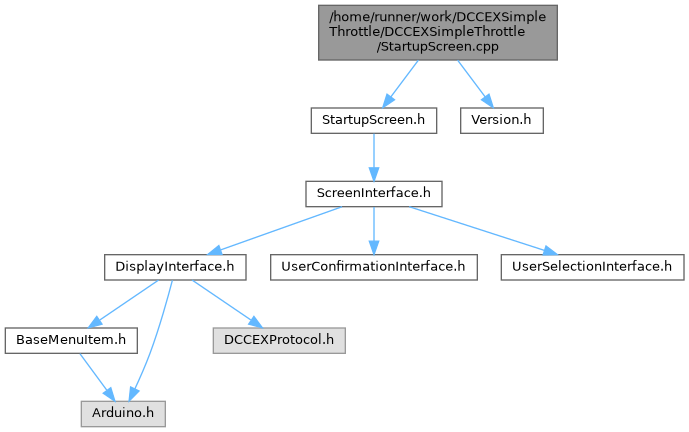 /home/runner/work/DCCEXSimple
Throttle/DCCEXSimpleThrottle
/StartupScreen.cpp
StartupScreen.h
Version.h
ScreenInterface.h
DisplayInterface.h
UserConfirmationInterface.h
UserSelectionInterface.h
BaseMenuItem.h
DCCEXProtocol.h
Arduino.h